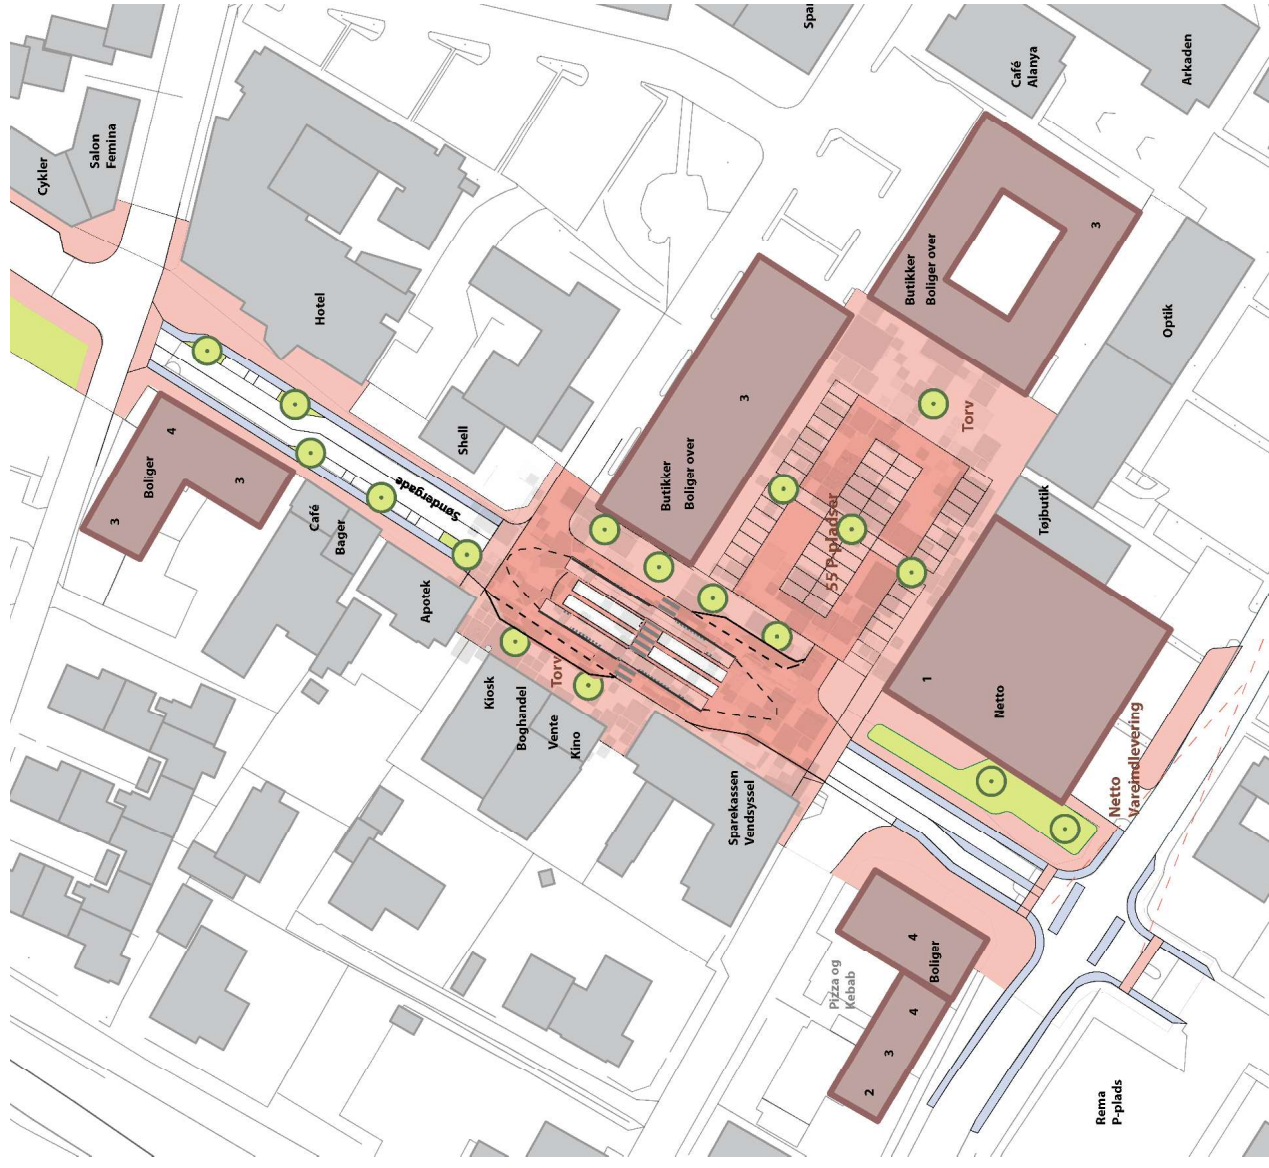 Cykler
Salon
Femina
Spar
Café
Alanya
Arkaden
Hotel
Butikker
Boliger over
3
Optik
Boliger
4
3
3
Café
Bager
Shell
Søndergade
Apotek
Butikker
Boliger over
3
Torv
55 P-pladser
Tøjbutik
Kiosk
Boghandel
Torv
Vente
Kino
Sparekassen
Vendsyssel
1
Netto
Netto
Vareindlevering
Pizza og
Kebab
4
Boliger
4
3
2
Rema
P-plads